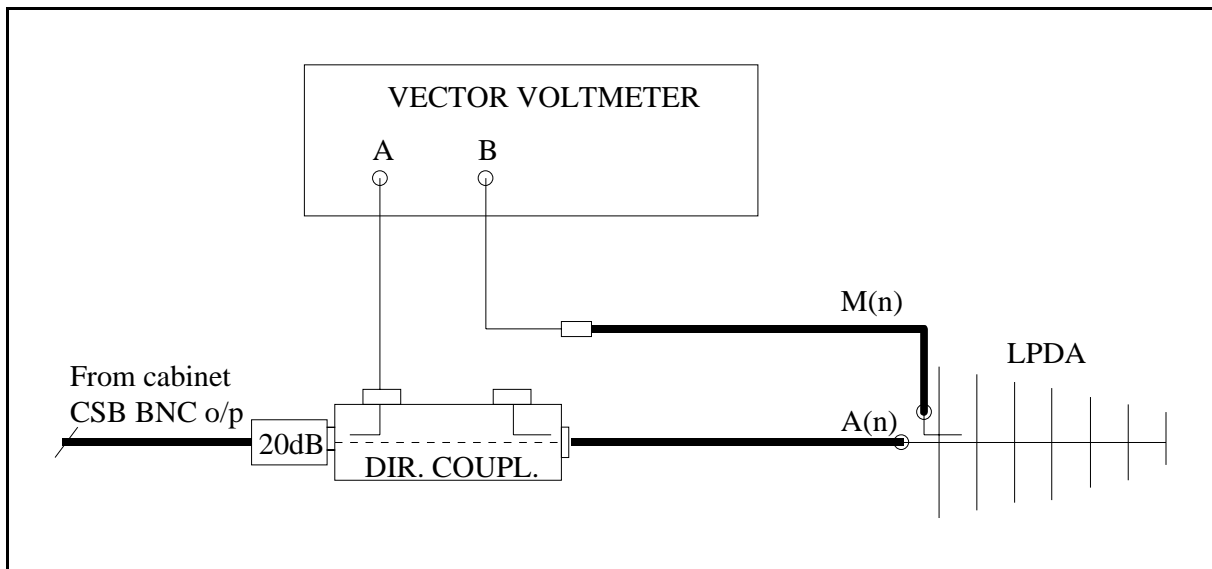 VECTOR VOLTMETER
A
B
M(n)
LPDA
From cabinet
CSB BNC o/p
A(n)
20dB
DIR. COUPL.